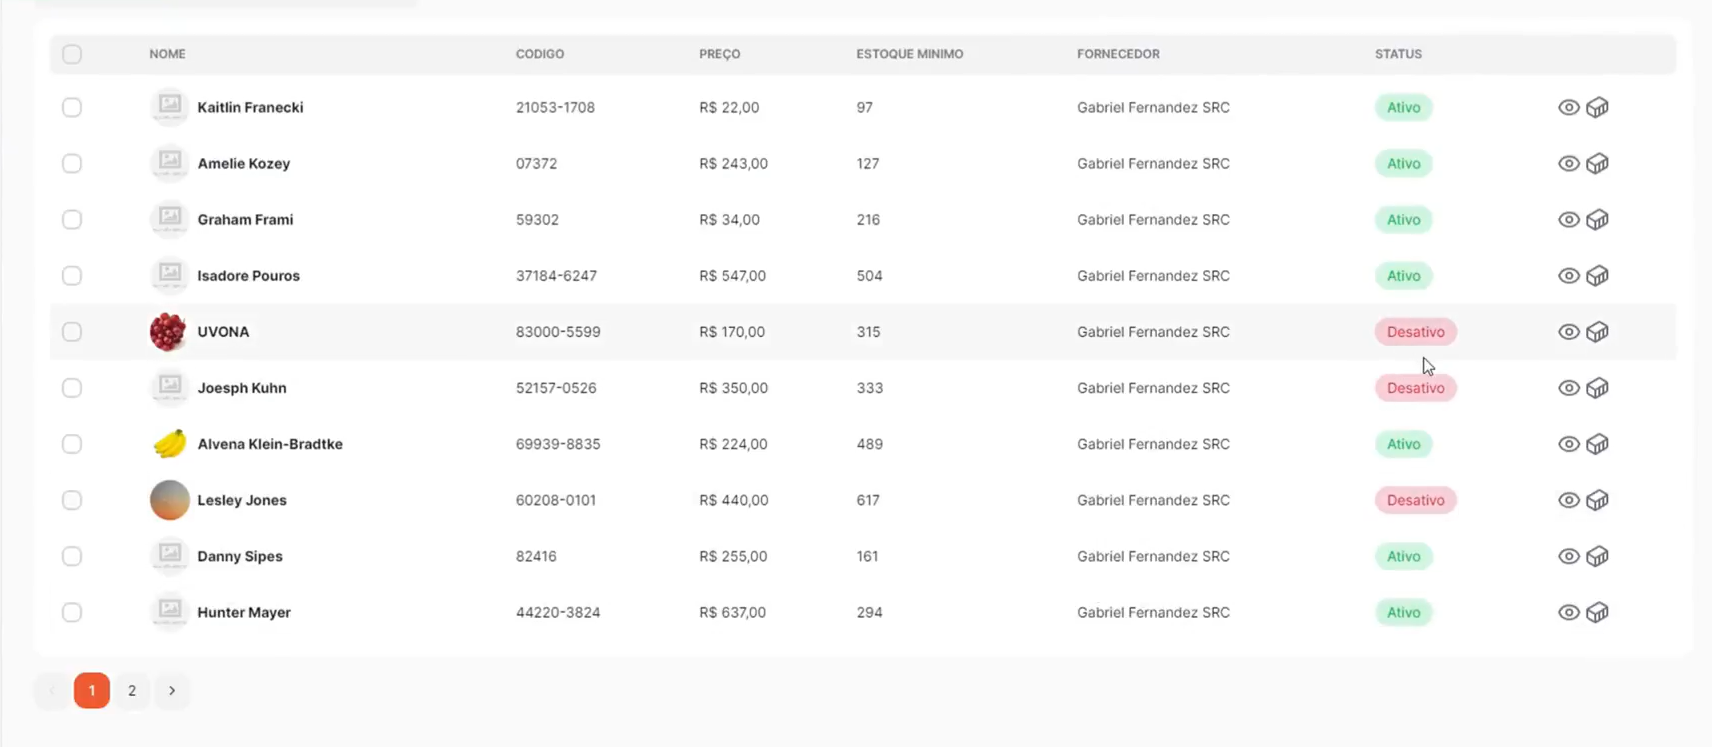 NOME CODIGO PREÇO ESTOQUE MINIMO FORNECEDOR STATUS
Kaitlin Franecki 21053-1708 R$ 22,00 97 Gabriel Fernandez SRC Ativo
Amelie Kozey 07372 R$ 243,00 127 Gabriel Fernandez SRC Ativo
Graham Frami 59302 R$ 34,00 216 Gabriel Fernandez SRC Ativo
Isadore Pouros 37184-6247 R$ 547,00 504 Gabriel Fernandez SRC Ativo
UVONA 83000-5599 R$ 170,00 315 Gabriel Fernandez SRC Desativo
Joesph Kuhn 52157-0526 R$ 350,00 333 Gabriel Fernandez SRC Desativo
Alvena Klein-Bradtke 69939-8835 R$ 224,00 489 Gabriel Fernandez SRC Ativo
Lesley Jones 60208-0101 R$ 440,00 617 Gabriel Fernandez SRC Desativo
Danny Sipes 82416 R$ 255,00 161 Gabriel Fernandez SRC Ativo
Hunter Mayer 44220-3824 R$ 637,00 294 Gabriel Fernandez SRC Ativo
1 2